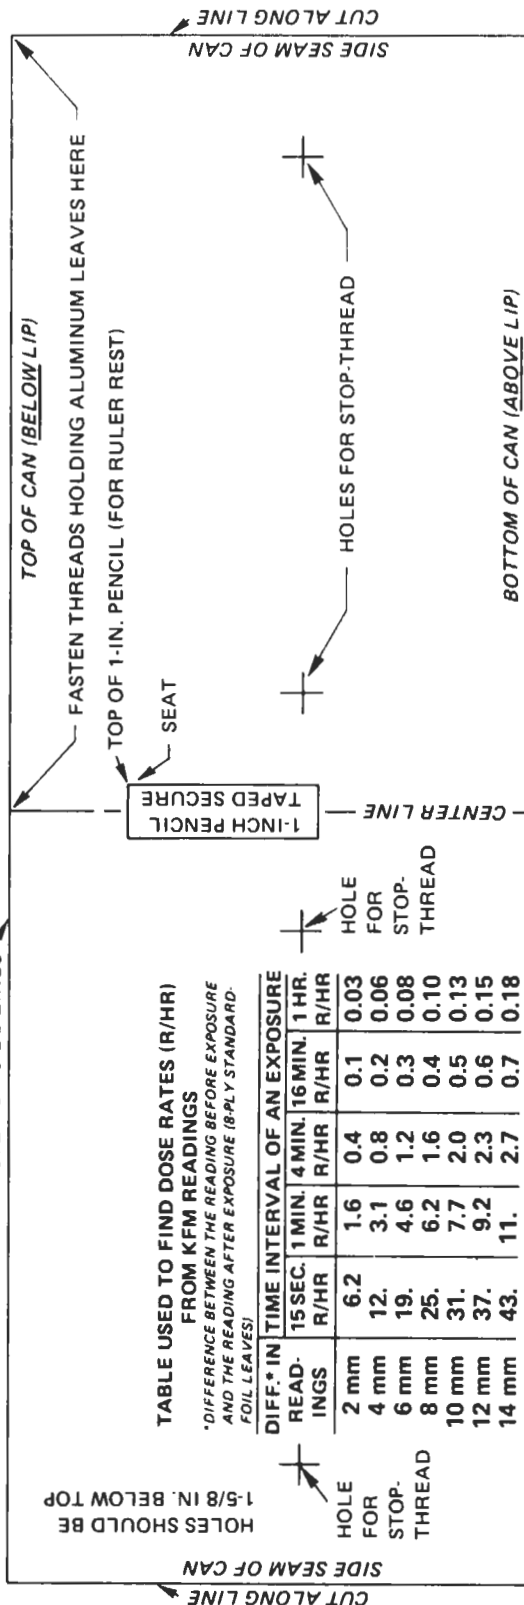 CUT ALONG LINE
SIDE SEAM OF CAN
HOLES SHOULD BE
1-5/8 IN. BELOW TOP
HOLE
FOR
STOP-
THREAD
TABLE USED TO FIND DOSE RATES (R/HR)
FROM KFM READINGS
*DIFFERENCE BETWEEN THE READING BEFORE EXPOSURE
AND THE READING AFTER EXPOSURE (8-PLY STANDARD-
FOIL LEAVES)
DIFF.* IN TIME INTERVAL OF AN EXPOSURE
READ- 15 SEC. 1 MIN. 4 MIN. 16 MIN. 1 HR.
INGS R/HR R/HR R/HR R/HR R/HR
2 mm 6.2 1.6 0.4 0.1 0.03
4 mm 12. 3.1 0.8 0.2 0.06
6 mm 19. 4.6 1.2 0.3 0.08
8 mm 25. 6.2 1.6 0.4 0.10
10 mm 31. 7.7 2.0 0.5 0.13
12 mm 37. 9.2 2.3 0.6 0.15
14 mm 43. 11. 2.7 0.7 0.18
HOLE
FOR
STOP-
THREAD
1-INCH PENCIL
TAPED SECURE
CENTER LINE
TOP OF CAN (BELOW LIP)
FASTEN THREADS HOLDING ALUMINUM LEAVES HERE
TOP OF 1-IN. PENCIL (FOR RULER REST)
SEAT
HOLES FOR STOP-THREAD
BOTTOM OF CAN (ABOVE LIP)
SIDE SEAM OF CAN
CUT ALONG LINE